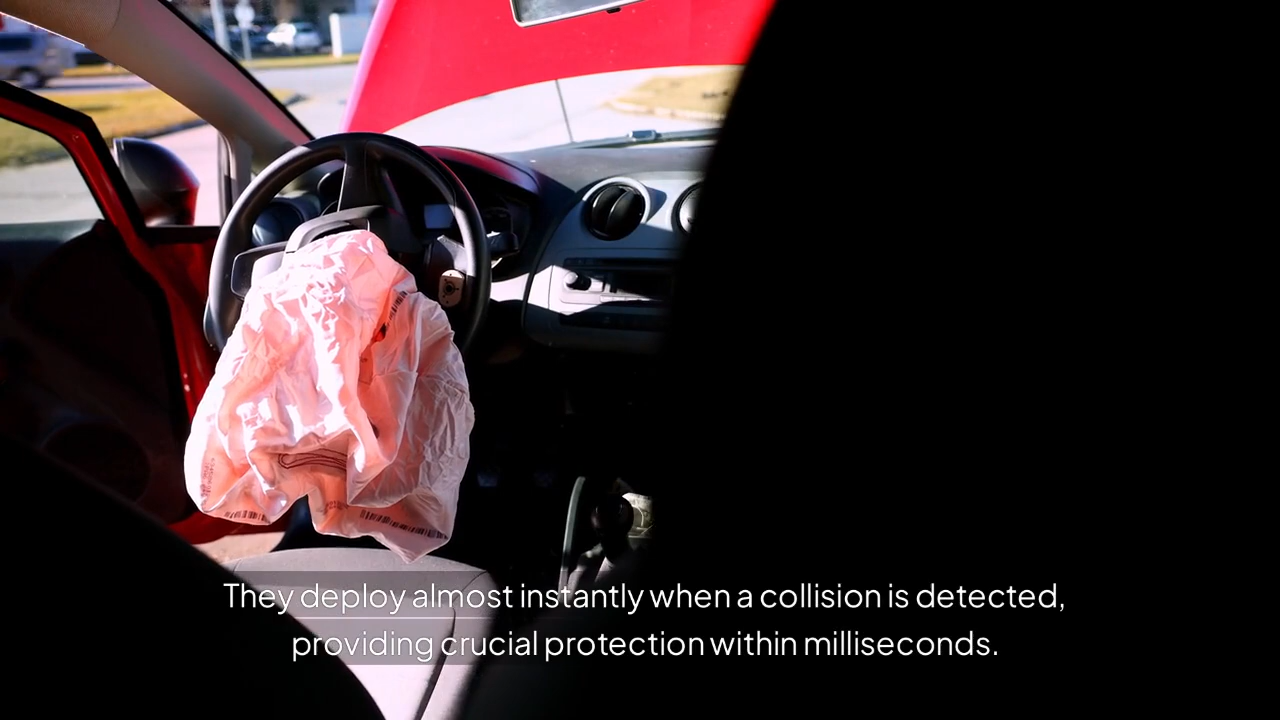 They deploy almost instantly when a collision is detected,
providing crucial protection within milliseconds.